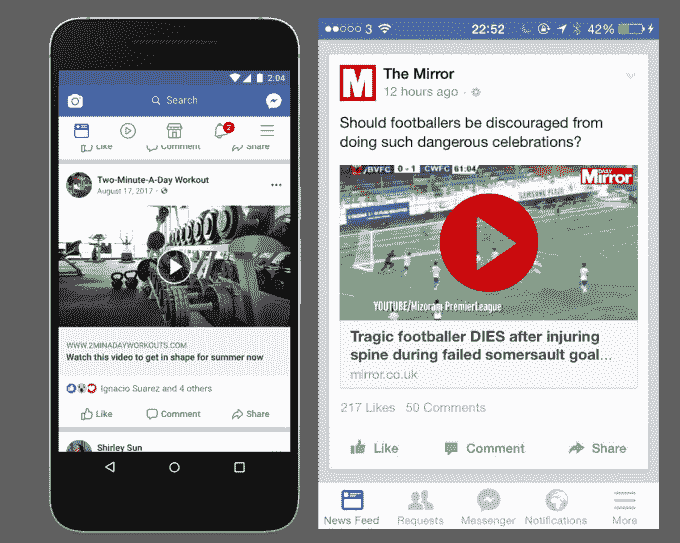 2:04
Search
2
Like Comment Share
Two-Minute-A-Day Workout
August 17, 2017
WWW.2MINADAYWORKOUTS.COM
Watch this video to get in shape for summer now
Ignacio Suarez and 4 others
Like Comment Share
Shirley Sun
3 22:52 42%
M The Mirror
12 hours ago
Should footballers be discouraged from
doing such dangerous celebrations?
/BVFC 0 - 1 CWFC 61:04
DAILY
Mirror
SAMSUNG PLAZA
YOUTUBE/Mizoram PremierLeague
Tragic footballer DIES after injuring
spine during failed somersault goal...
mirror.co.uk
217 Likes 50 Comments
Like Comment Share
News Feed Requests Messenger Notifications More